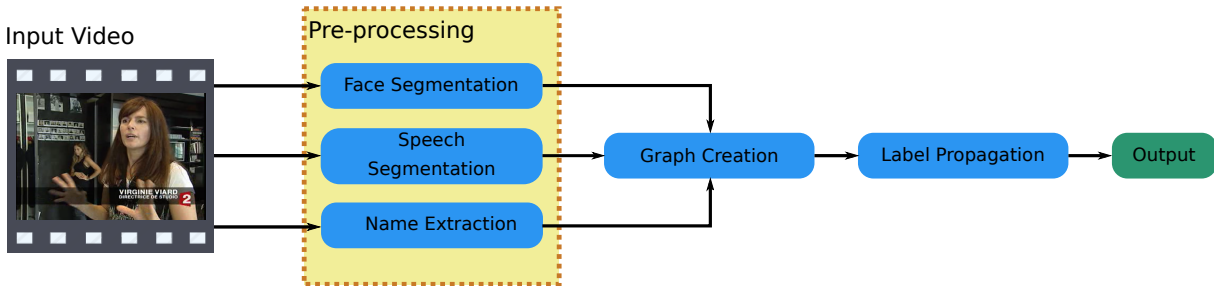 Input Video
Pre-processing
Face Segmentation
Speech
Segmentation
Name Extraction
Graph Creation
Label Propagation
Output
VIRGINIE VIARD
DIRECTRICE DE STUDIO
2